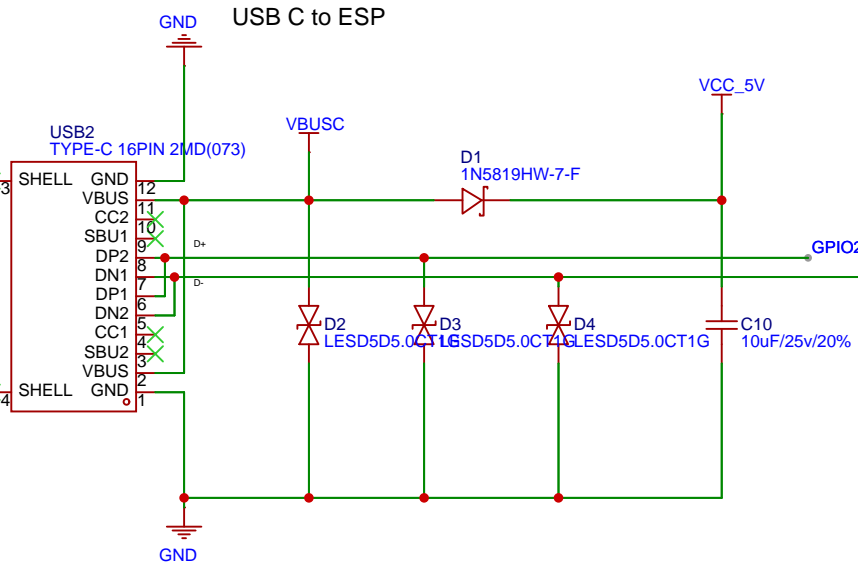 USB C to ESP
GND
VCC_5V
VBUSC
USB2
TYPE-C 16PIN 2MD(073)
D1
1N5819HW-7-F
3
SHELL
GND
12
VBUS
11
CC2
10
SBU1
9
D+
DP2
8
GPIO2
DN1
7
D-
DP1
6
DN2
5
CC1
4
SBU2
3
VBUS
2
4
SHELL
GND
1
D2
LESD5D5.0CT1G
D3
LESD5D5.0CT1G
D4
LESD5D5.0CT1G
C10
10uF/25v/20%
GND